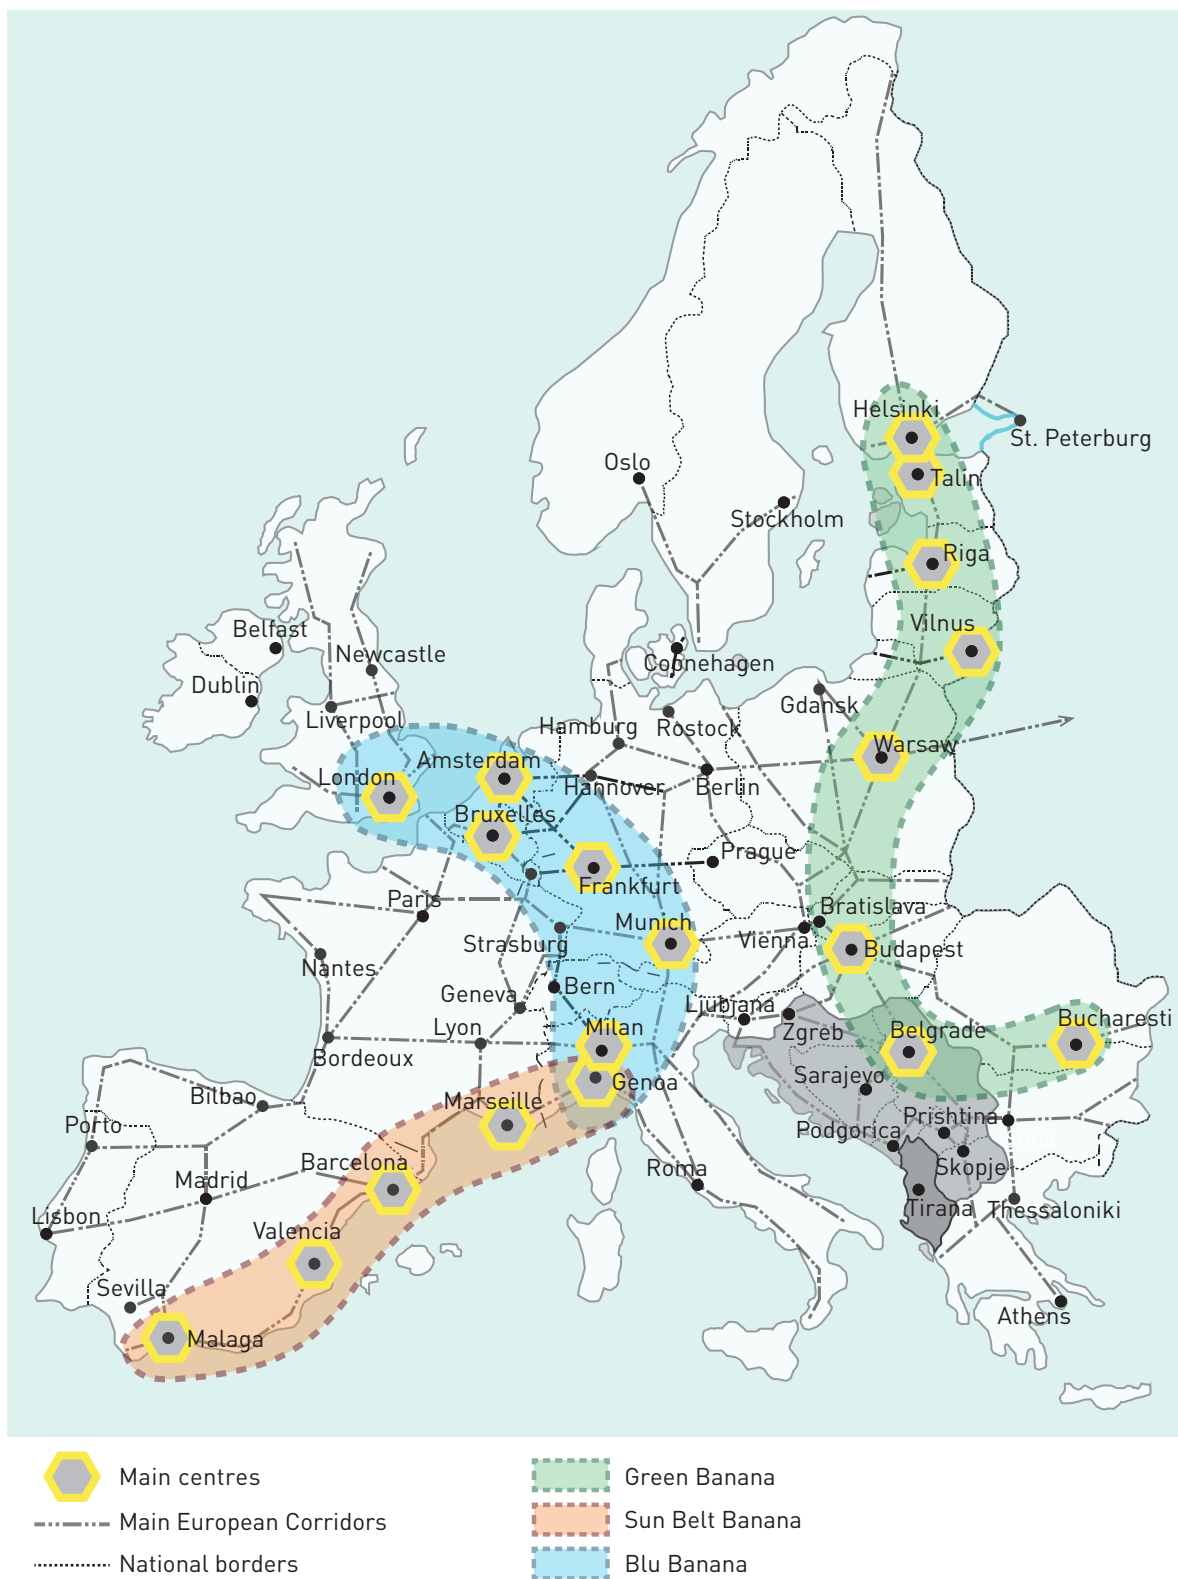 Helsinki
St. Peterburg
Oslo
Talin
Stockholm
Riga
Belfast
Vilnus
Newcastle
Copnehagen
Dublin
Gdansk
Liverpool
Hamburg
Rostock
Warsaw
Amsterdam
London
Hannover
Berlin
Bruxelles
Prague
Frankfurt
Paris
Bratislava
Munich
Strasburg
Vienna
Budapest
Nantes
Bern
Geneva
Ljubjana
Bucharesti
Lyon
Milan
Zgreb
Belgrade
Bordeoux
Sarajevo
Genoa
Bilbao
Marseille
Porto
Prishtina
Podgorica
Sofia
Barcelona
Roma
Skopje
Madrid
Lisbon
Tirana
Thessaloniki
Valencia
Sevilla
Athens
Malaga
Main centres
Green Banana
Main European Corridors
Sun Belt Banana
National borders
Blu Banana